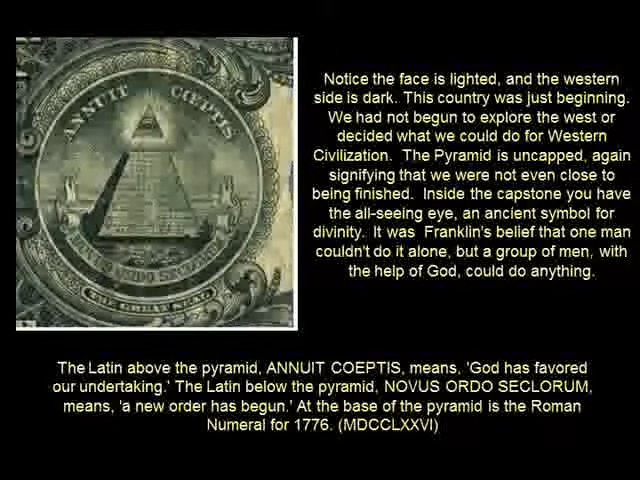 ANNUIT COEPTIS
NOVUS ORDO SECLORUM
THE GREAT SEAL
Notice the face is lighted, and the western
side is dark. This country was just beginning.
We had not begun to explore the west or
decided what we could do for Western
Civilization. The Pyramid is uncapped, again
signifying that we were not even close to
being finished. Inside the capstone you have
the all-seeing eye, an ancient symbol for
divinity. It was Franklin's belief that one man
couldn't do it alone, but a group of men, with
the help of God, could do anything.
The Latin above the pyramid, ANNUIT COEPTIS, means, 'God has favored
our undertaking.' The Latin below the pyramid, NOVUS ORDO SECLORUM,
means, 'a new order has begun.' At the base of the pyramid is the Roman
Numeral for 1776. (MDCCLXXVI)